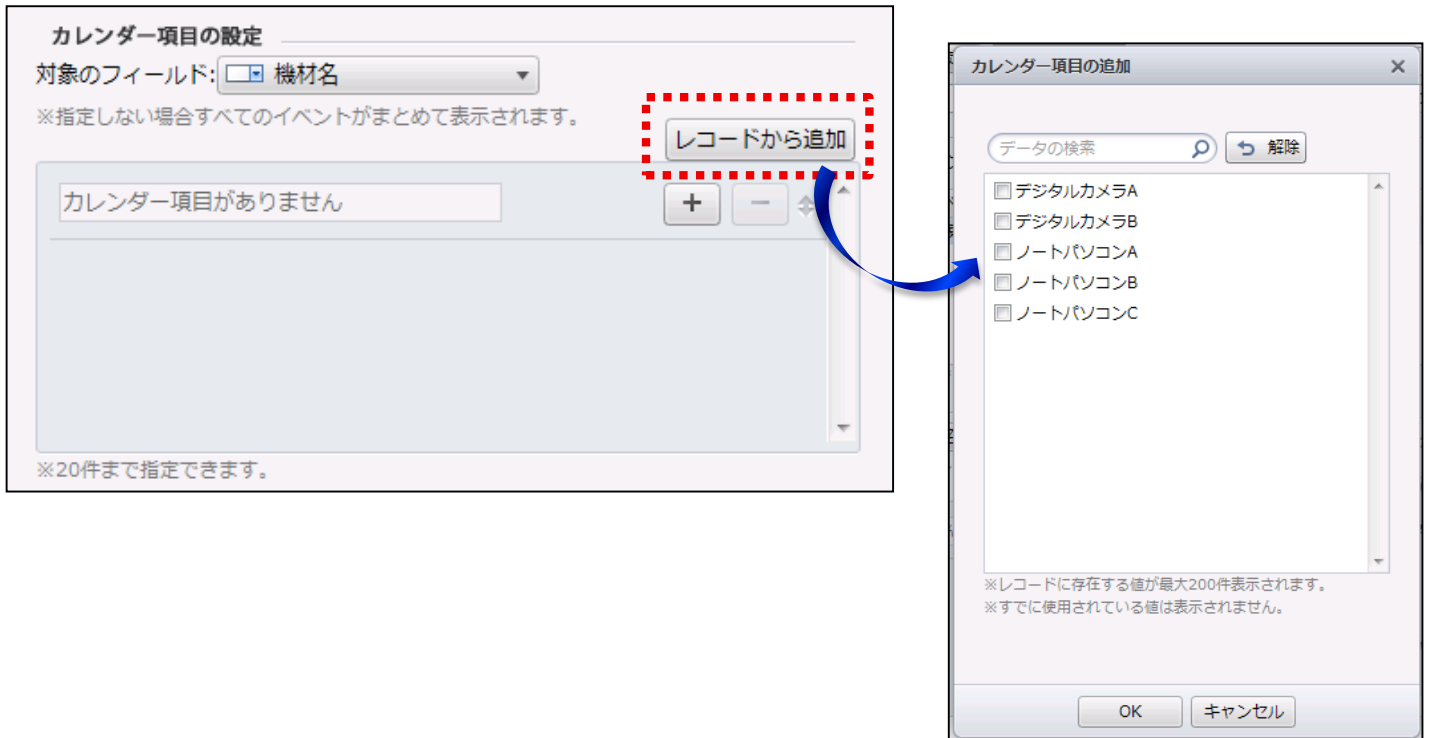 カレンダー項目の設定
対象のフィールド: 機材名
※指定しない場合すべてのイベントがまとめて表示されます。
レコードから追加
カレンダー項目がありません
※20件まで指定できます。
カレンダー項目の追加
データの検索 解除
デジタルカメラA
デジタルカメラB
ノートパソコンA
ノートパソコンB
ノートパソコンC
※レコードに存在する値が最大200件表示されます。
※すでに使用されている値は表示されません。
OK キャンセル